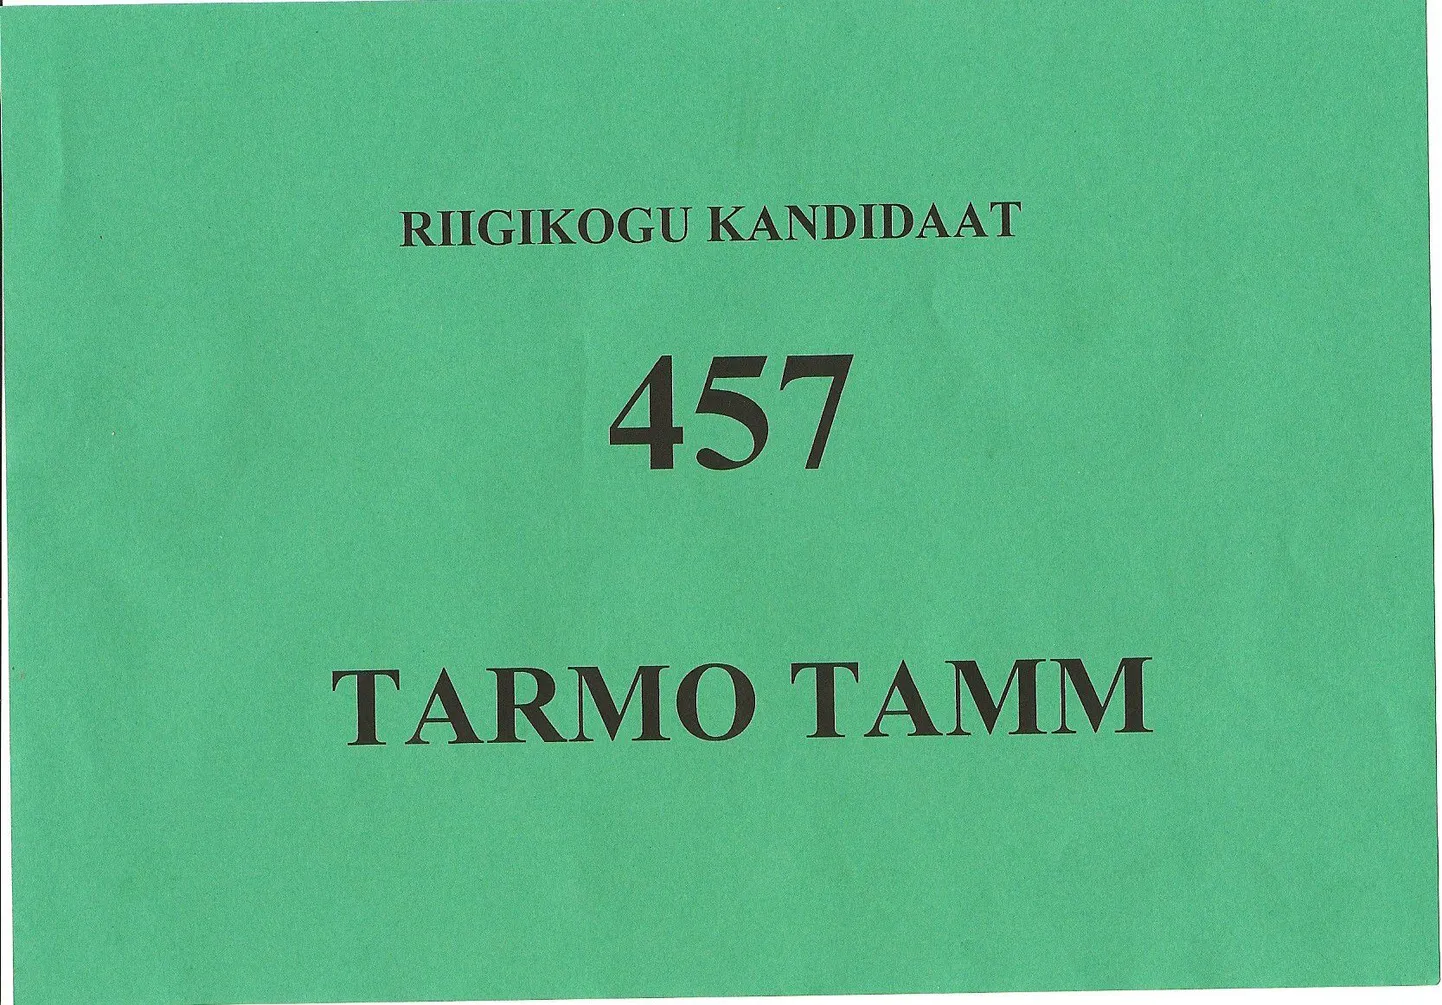 RIIGIKOGU KANDIDAAT
457
TARMO TAMM